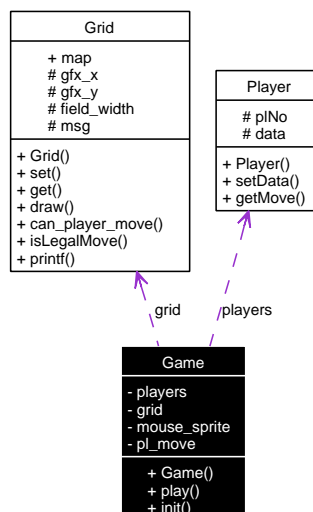 Grid
+ map
# gfx_x
# gfx_y
# field_width
# msg
+ Grid()
+ set()
+ get()
+ draw()
+ can_player_move()
+ isLegalMove()
+ printf()
Player
# plNo
# data
+ Player()
+ setData()
+ getMove()
grid
players
Game
- players
- grid
- mouse_sprite
- pl_move
+ Game()
+ play()
+ init()